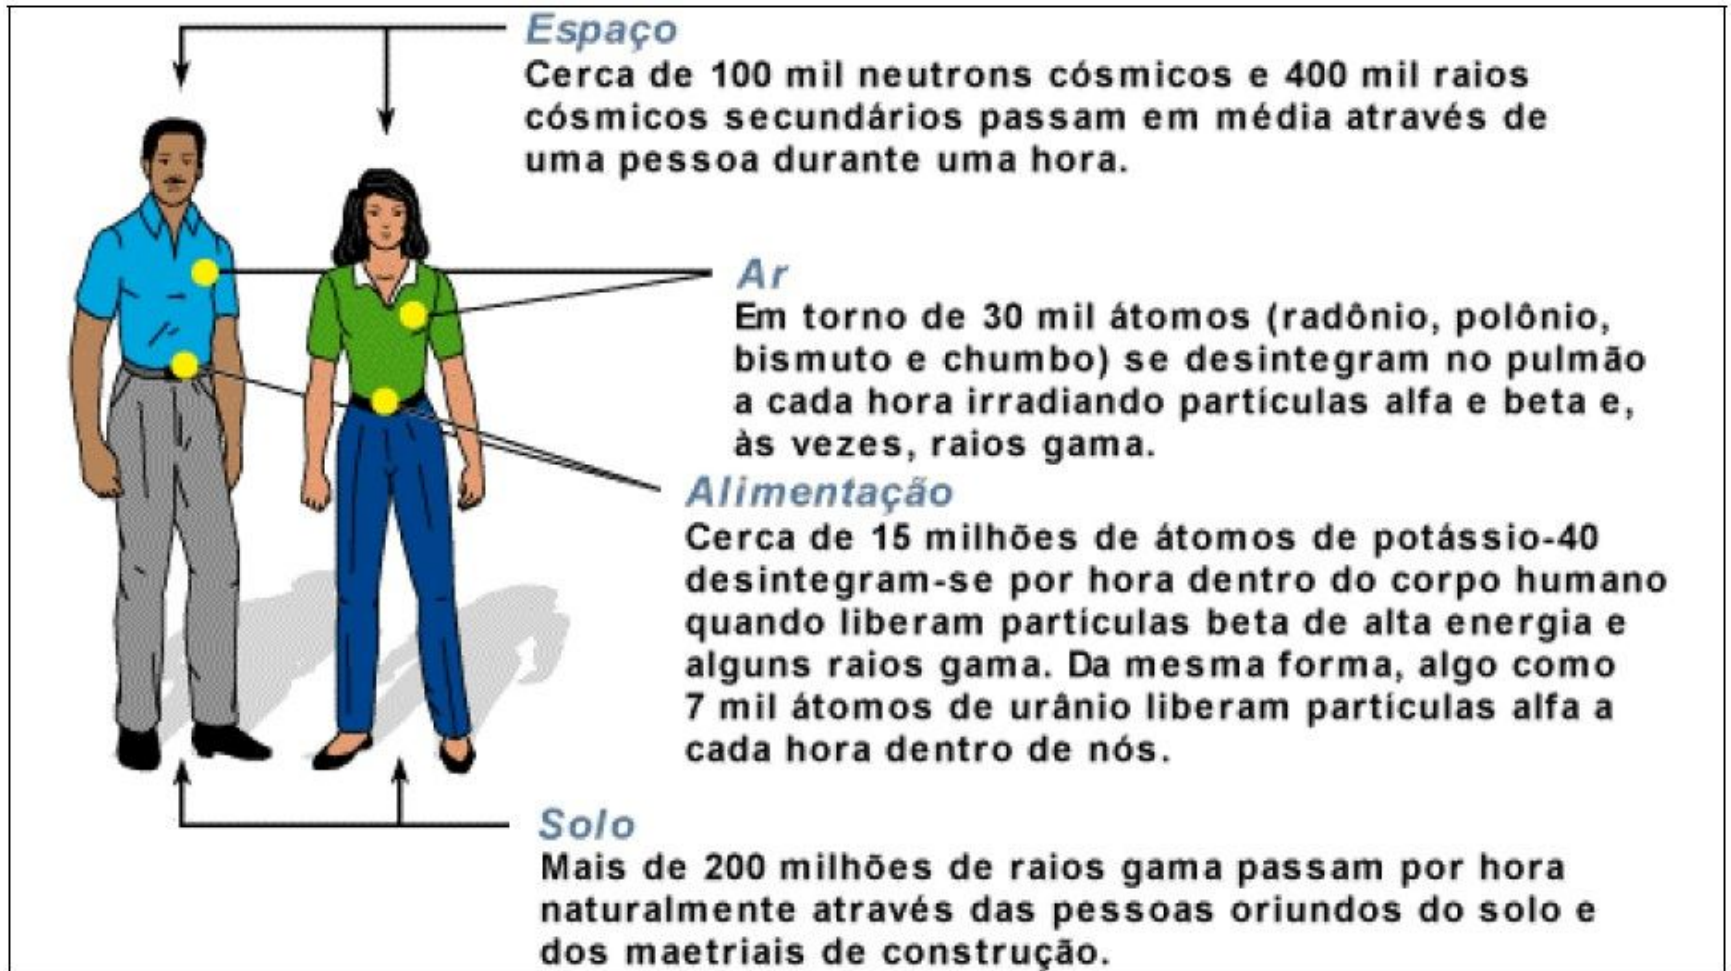 Espaço
Cerca de 100 mil neutrons cósmicos e 400 mil raios
cósmicos secundários passam em média através de
uma pessoa durante uma hora.
Ar
Em torno de 30 mil átomos (radônio, polônio,
bismuto e chumbo) se desintegram no pulmão
a cada hora irradiando partículas alfa e beta e,
às vezes, raios gama.
Alimentação
Cerca de 15 milhões de átomos de potássio-40
desintegram-se por hora dentro do corpo humano
quando liberam partículas beta de alta energia e
alguns raios gama. Da mesma forma, algo como
7 mil átomos de urânio liberam partículas alfa a
cada hora dentro de nós.
Solo
Mais de 200 milhões de raios gama passam por hora
naturalmente através das pessoas oriundos do solo e
dos maetriais de construção.